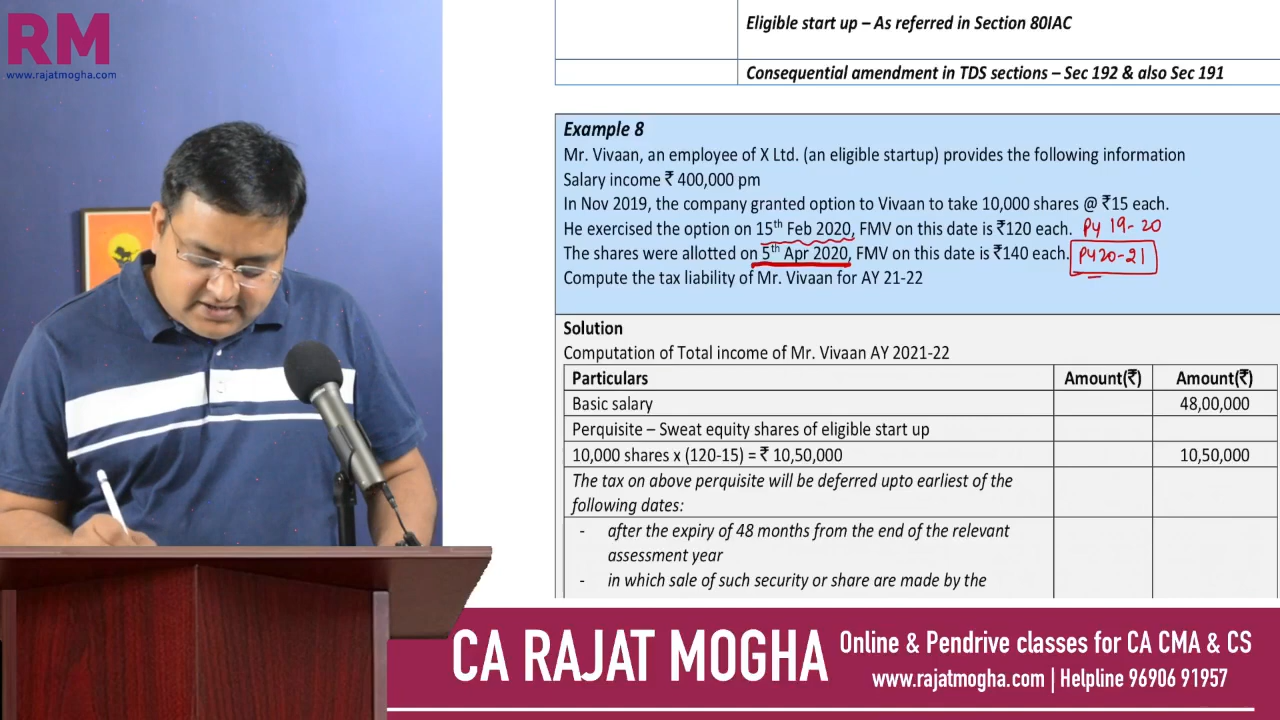 RM
www.rajatmogha.com
Eligible start up – As referred in Section 80IAC
Consequential amendment in TDS sections – Sec 192 & also Sec 191
Example 8
Mr. Vivaan, an employee of X Ltd. (an eligible startup) provides the following information
Salary income ₹ 400,000 pm
In Nov 2019, the company granted option to Vivaan to take 10,000 shares @ ₹15 each.
He exercised the option on 15th Feb 2020, FMV on this date is ₹120 each. PY 19-20
The shares were allotted on 5th Apr 2020, FMV on this date is ₹140 each. PY 20-21
Compute the tax liability of Mr. Vivaan for AY 21-22
Solution
Computation of Total income of Mr. Vivaan AY 2021-22
Particulars Amount(₹) Amount(₹)
Basic salary 48,00,000
Perquisite – Sweat equity shares of eligible start up
10,000 shares x (120-15) = ₹ 10,50,000 10,50,000
The tax on above perquisite will be deferred upto earliest of the
following dates:
- after the expiry of 48 months from the end of the relevant
assessment year
- in which sale of such security or share are made by the
CA RAJAT MOGHA
Online & Pendrive classes for CA CMA & CS
www.rajatmogha.com | Helpline 96906 91957